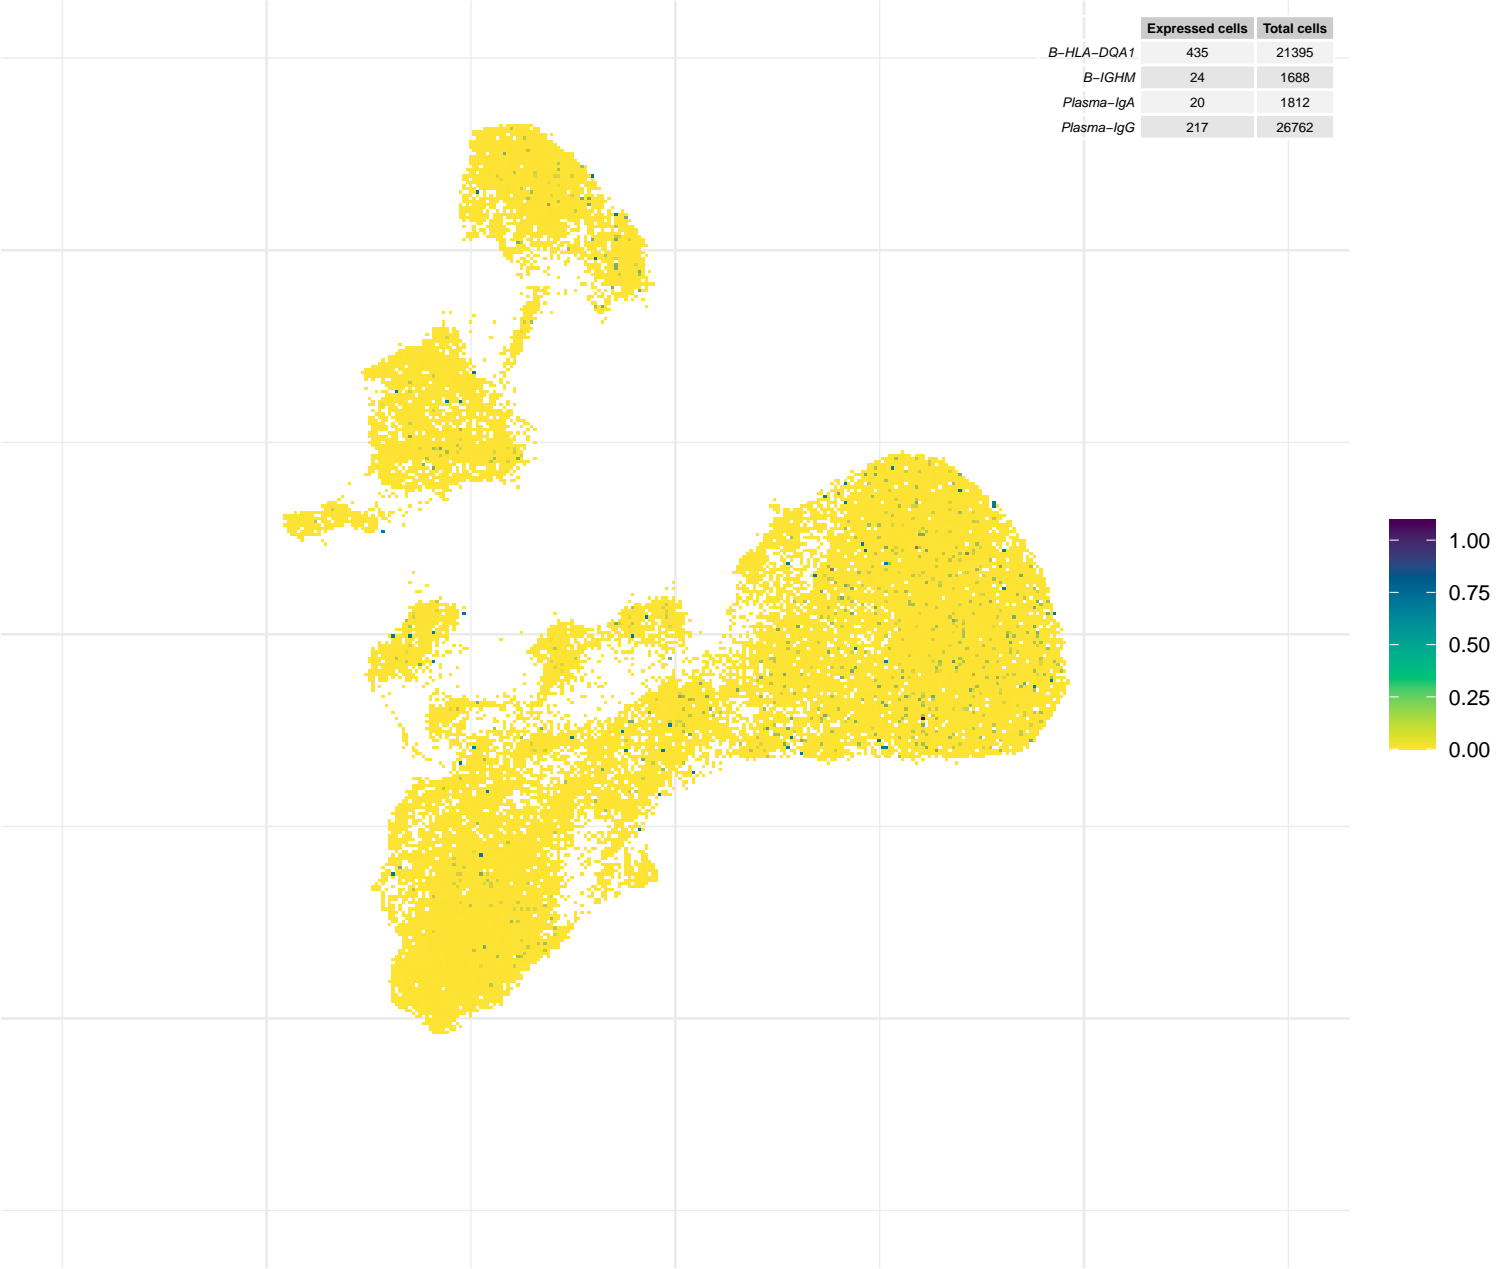 Expressed cells Total cells
B−HLA−DQA1 435 21395
B−IGHM 24 1688
Plasma−IgA 20 1812
Plasma−IgG 217 26762
1.00
0.75
0.50
0.25
0.00